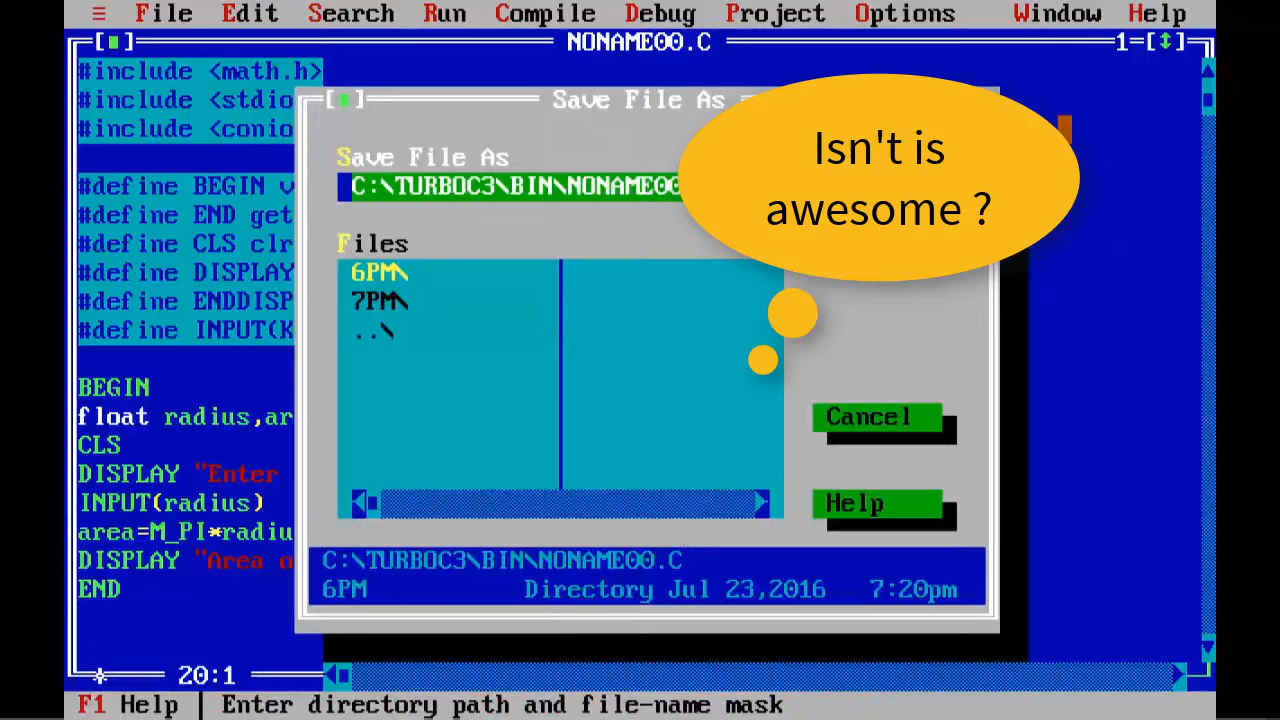 ≡ File Edit Search Run Compile Debug Project Options Window Help
NONAME00.C
1
#include <math.h>
#include <stdio
#include <conio
#define BEGIN v
#define END get
#define CLS clr
#define DISPLAY
#define ENDDISP
#define INPUT(K
BEGIN
float radius,ar
CLS
DISPLAY "Enter
INPUT(radius)
area=M_PI*radiu
DISPLAY "Area o
END
20:1
Save File As
Save File As
C:\TURBOC3\BIN\NONAME00
Files
6PM\
7PM\
..\
Cancel
Help
C:\TURBOC3\BIN\NONAME00.C
6PM Directory Jul 23,2016 7:20pm
Isn't is
awesome ?
F1 Help | Enter directory path and file-name mask